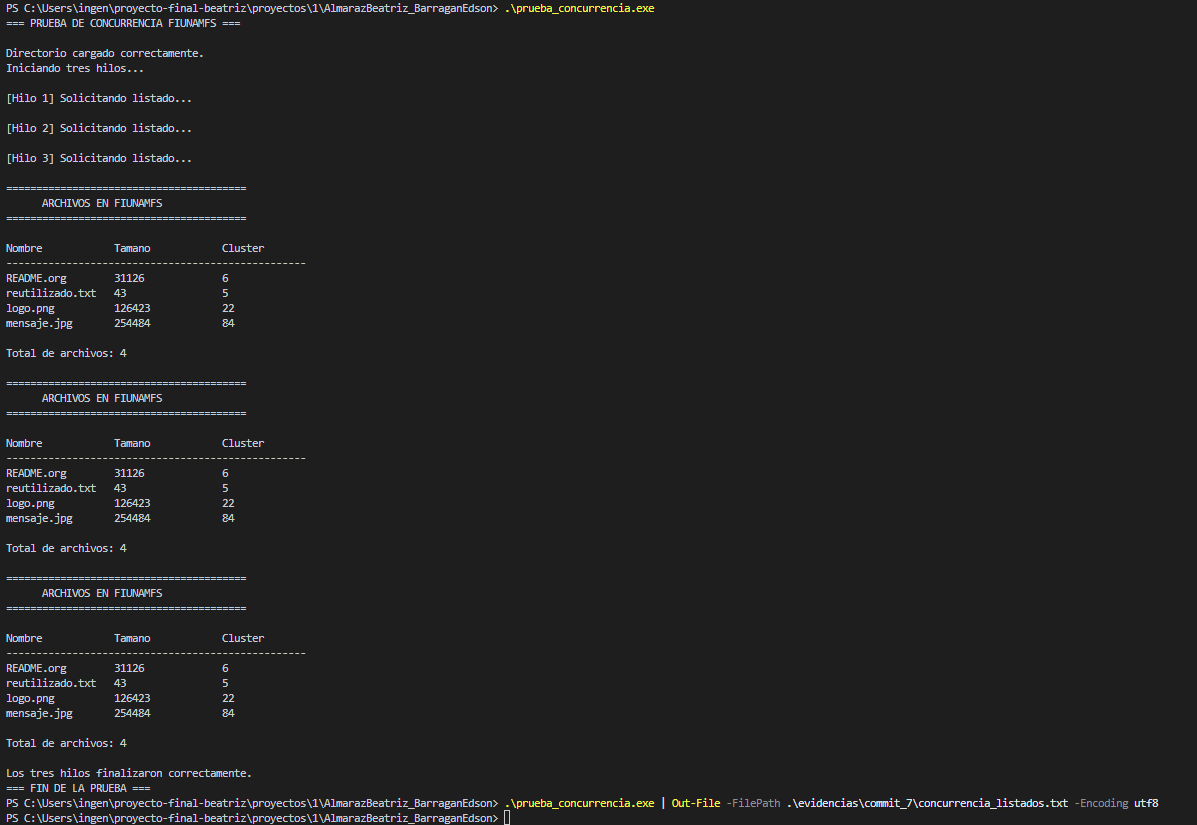 PS C:\Users\ingen\proyecto-final-beatriz\proyectos\1\AlmarazBeatriz_BarraganEdson> .\prueba_concurrencia.exe
=== PRUEBA DE CONCURRENCIA FIUNAMFS ===
Directorio cargado correctamente.
Iniciando tres hilos...
[Hilo 1] Solicitando listado...
[Hilo 2] Solicitando listado...
[Hilo 3] Solicitando listado...
========================================
ARCHIVOS EN FIUNAMFS
========================================
Nombre Tamano Cluster
--------------------------------------------------
README.org 31126 6
reutilizado.txt 43 5
logo.png 126423 22
mensaje.jpg 254484 84
Total de archivos: 4
========================================
ARCHIVOS EN FIUNAMFS
========================================
Nombre Tamano Cluster
--------------------------------------------------
README.org 31126 6
reutilizado.txt 43 5
logo.png 126423 22
mensaje.jpg 254484 84
Total de archivos: 4
========================================
ARCHIVOS EN FIUNAMFS
========================================
Nombre Tamano Cluster
--------------------------------------------------
README.org 31126 6
reutilizado.txt 43 5
logo.png 126423 22
mensaje.jpg 254484 84
Total de archivos: 4
Los tres hilos finalizaron correctamente.
=== FIN DE LA PRUEBA ===
PS C:\Users\ingen\proyecto-final-beatriz\proyectos\1\AlmarazBeatriz_BarraganEdson> .\prueba_concurrencia.exe | Out-File -FilePath .\evidencias\commit_7\concurrencia_listados.txt -Encoding utf8
PS C:\Users\ingen\proyecto-final-beatriz\proyectos\1\AlmarazBeatriz_BarraganEdson>